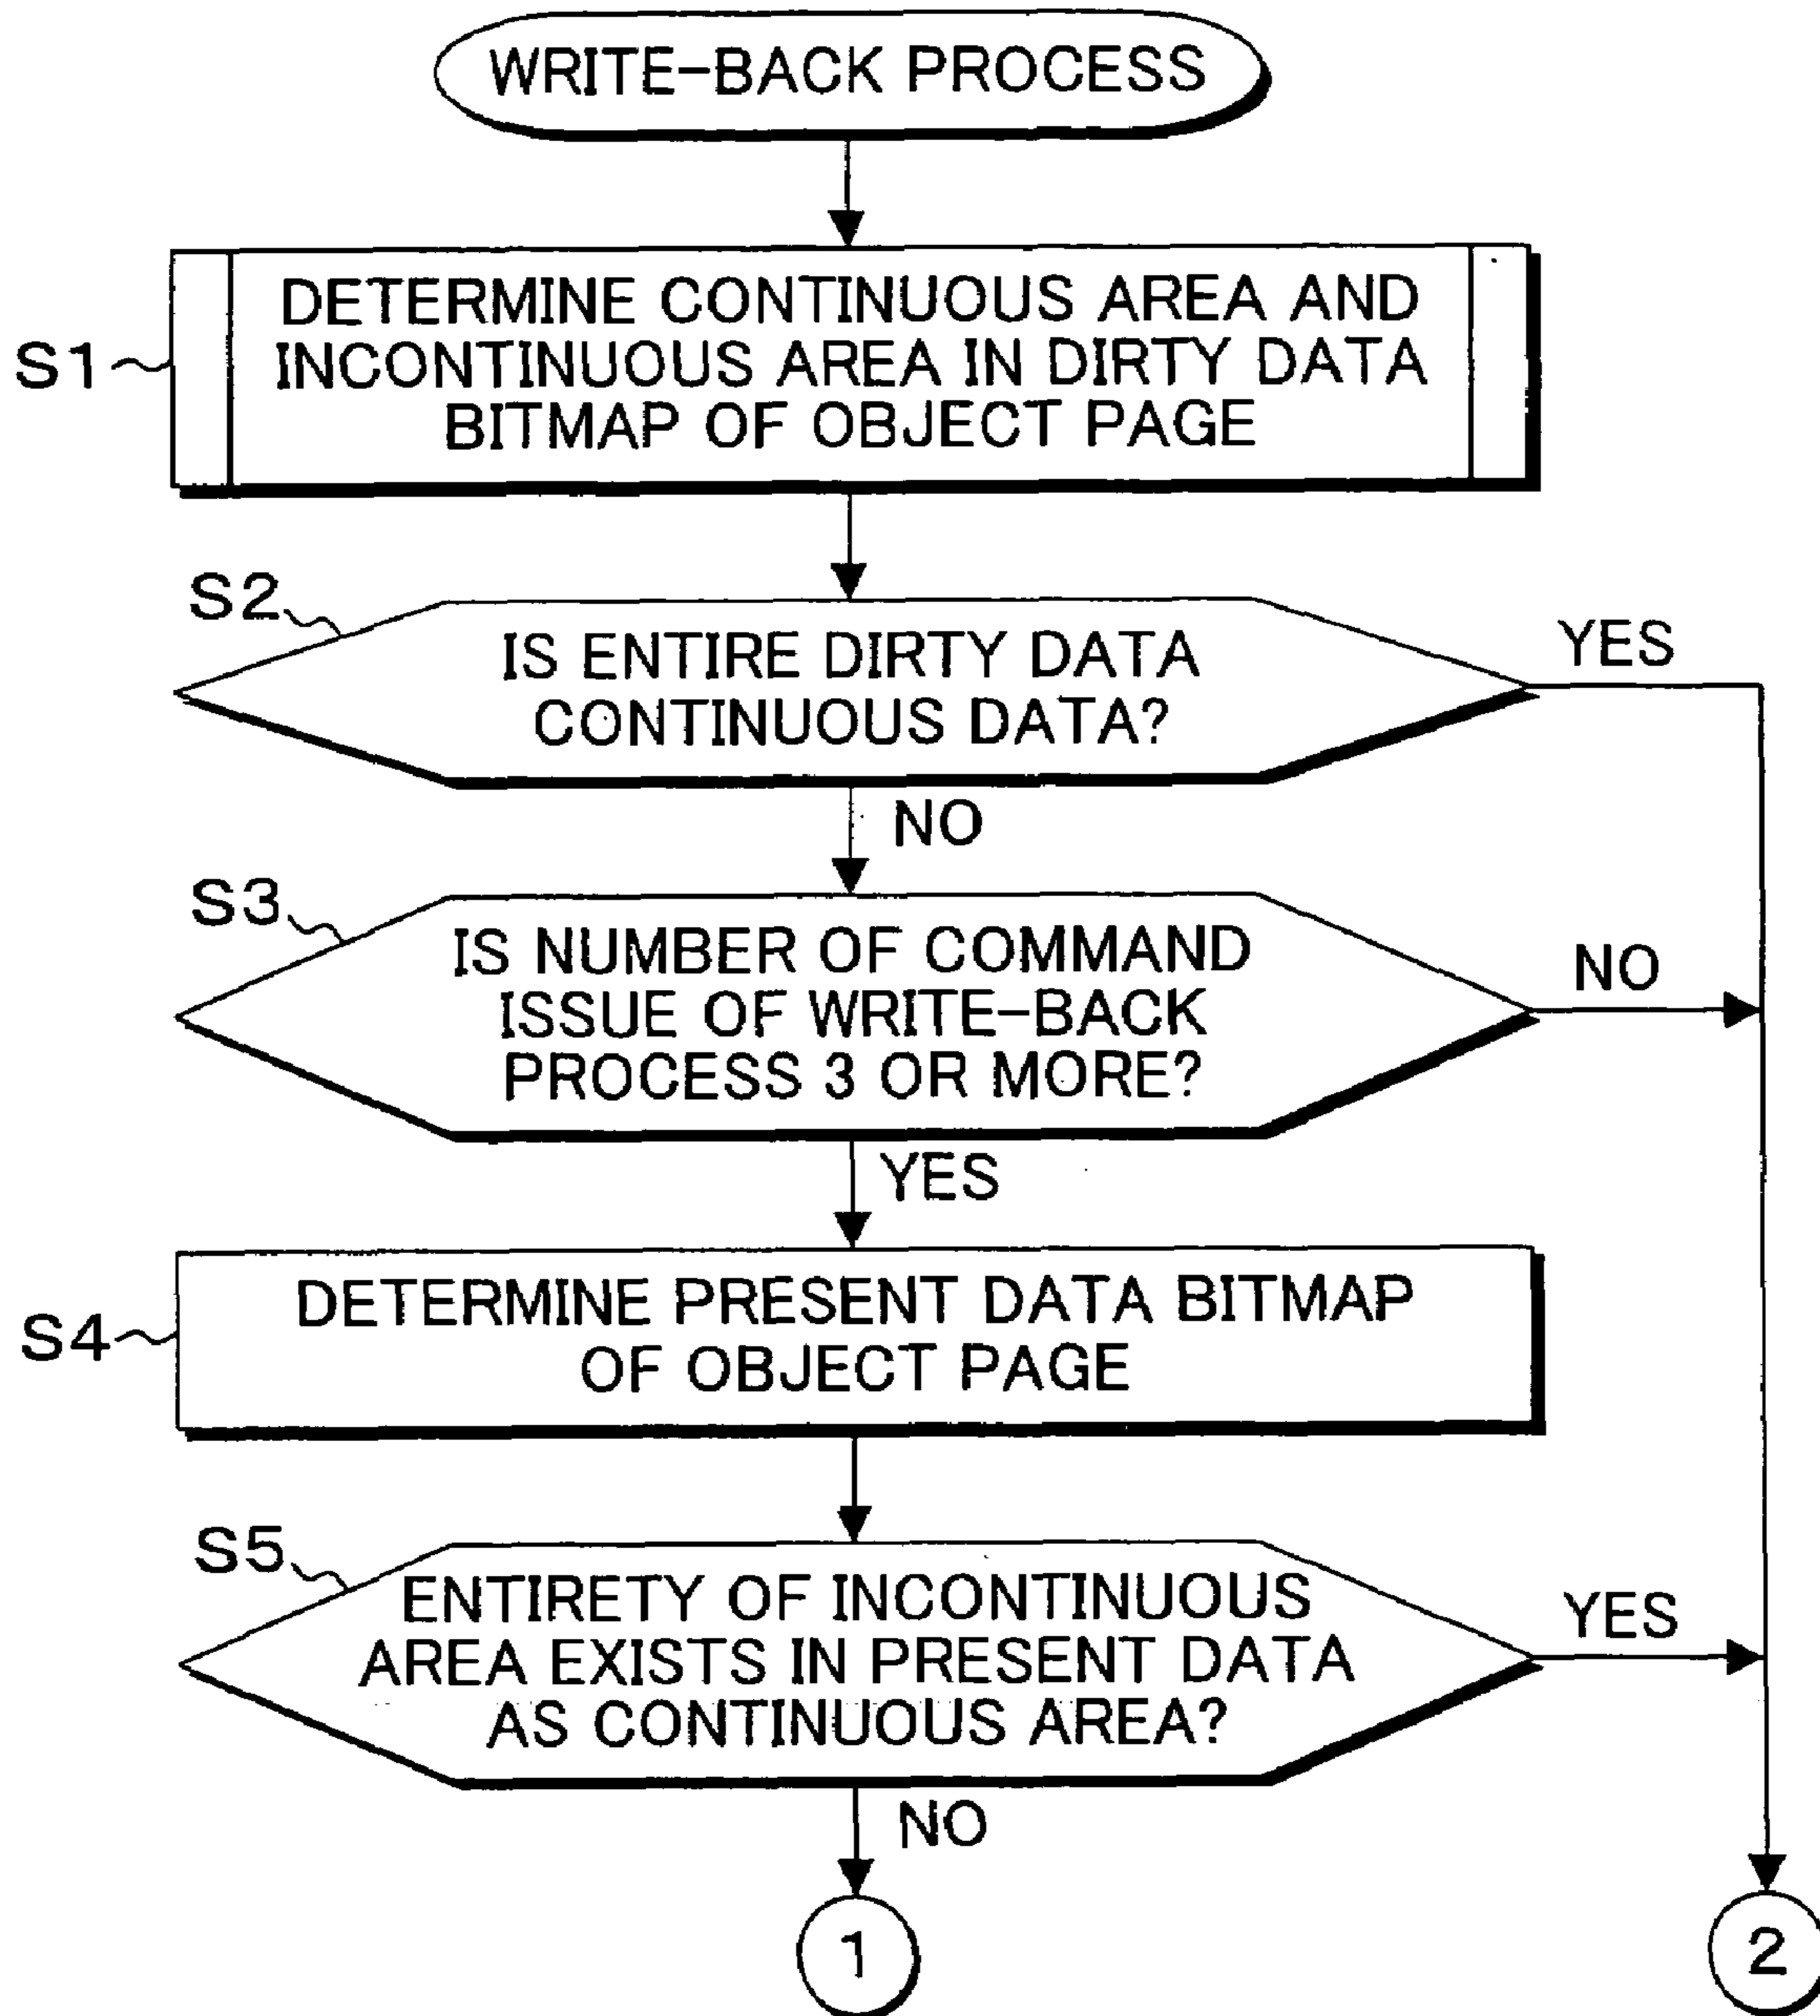 WRITE-BACK PROCESS
S1
DETERMINE CONTINUOUS AREA AND
INCONTINUOUS AREA IN DIRTY DATA
BITMAP OF OBJECT PAGE
S2
IS ENTIRE DIRTY DATA
CONTINUOUS DATA?
YES
NO
S3
IS NUMBER OF COMMAND
ISSUE OF WRITE-BACK
PROCESS 3 OR MORE?
NO
YES
S4
DETERMINE PRESENT DATA BITMAP
OF OBJECT PAGE
S5
ENTIRETY OF INCONTINUOUS
AREA EXISTS IN PRESENT DATA
AS CONTINUOUS AREA?
YES
NO
1
2